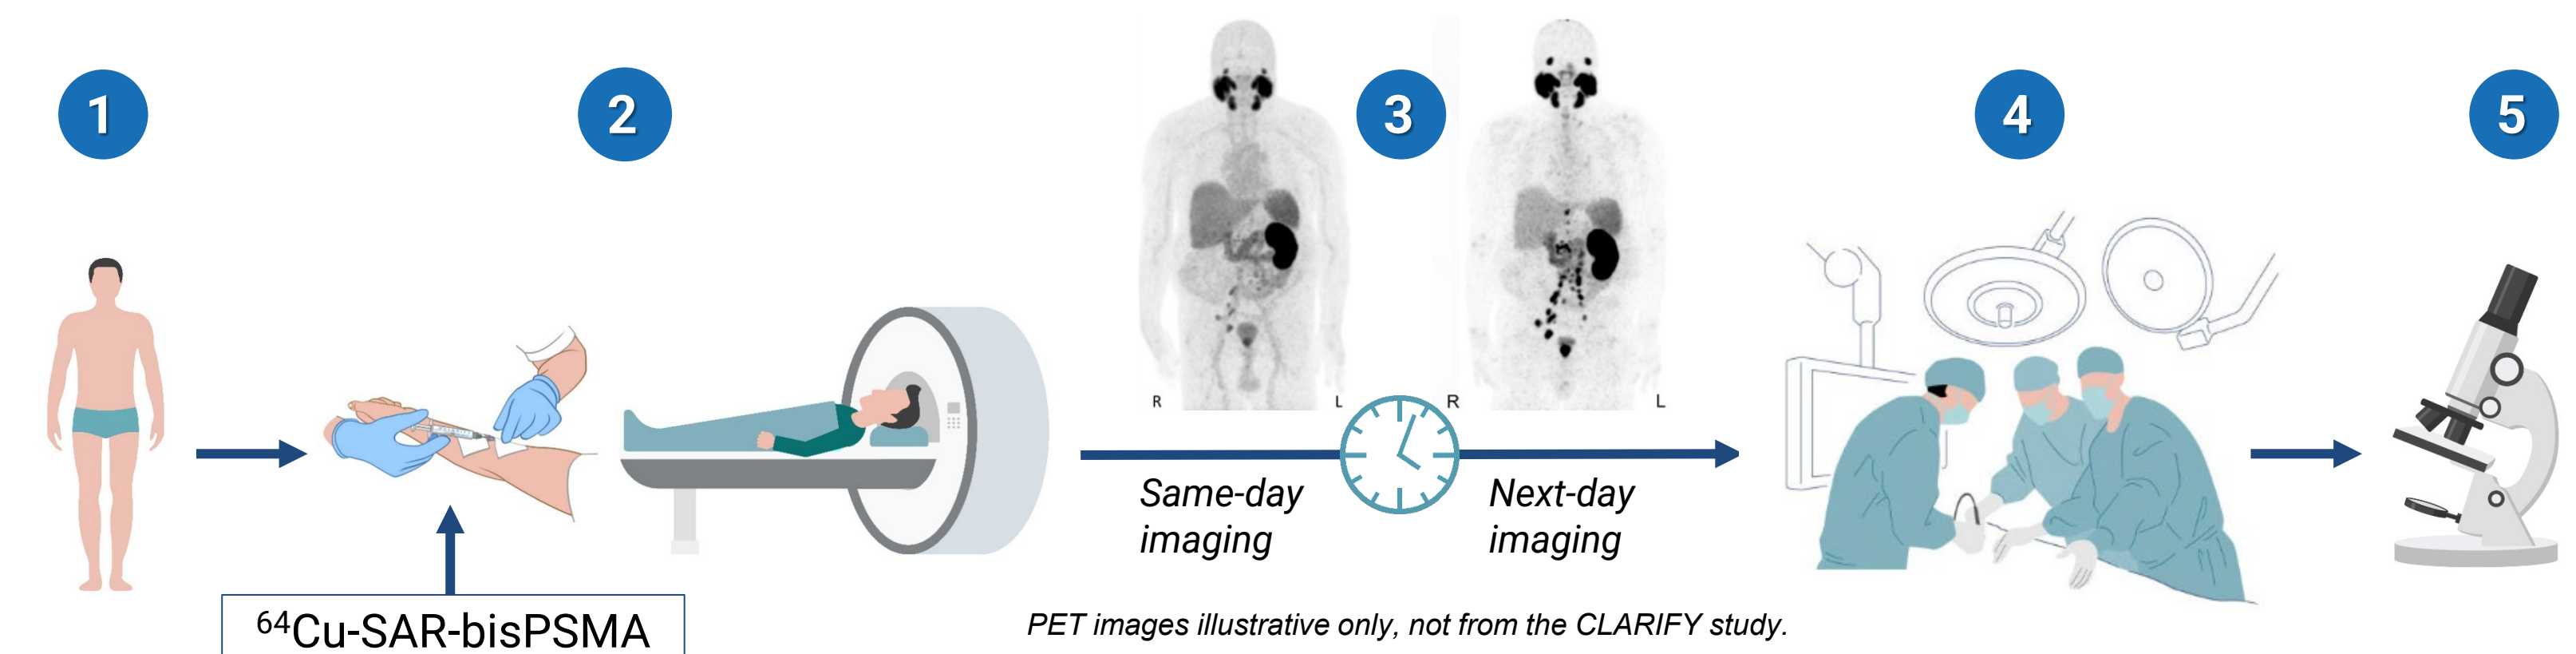 1
2
3
4
5
R
L
R
L
Same-day
imaging
Next-day
imaging
⁶⁴Cu-SAR-bisPSMA
PET images illustrative only, not from the CLARIFY study.